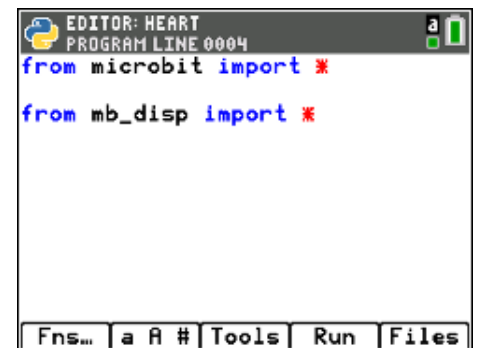 EDITOR: HEART
a
PROGRAM LINE 0004
from microbit import *
from mb_disp import *
Fns… a A # Tools Run Files